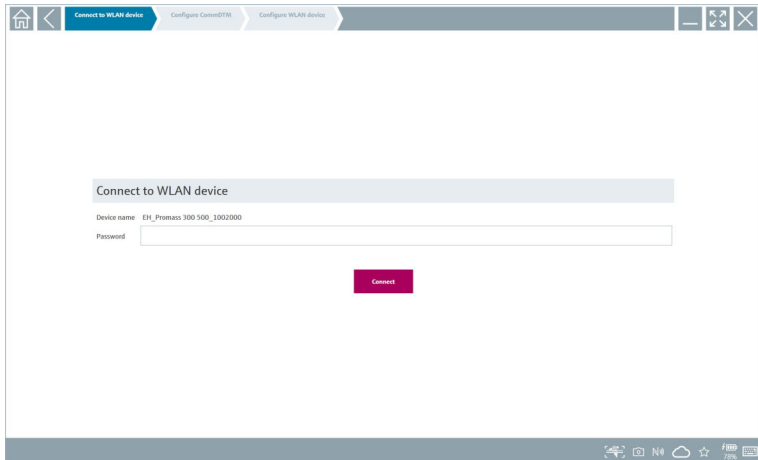 Connect to WLAN device
Configure CommDTM
Configure WLAN device
Connect to WLAN device
Device name EH_Promass 300 500_1002000
Password
Connect
78%